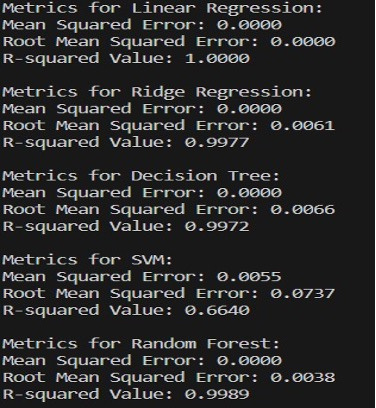 Metrics for Linear Regression:
Mean Squared Error: 0.0000
Root Mean Squared Error: 0.0000
R-squared Value: 1.0000
Metrics for Ridge Regression:
Mean Squared Error: 0.0000
Root Mean Squared Error: 0.0061
R-squared Value: 0.9977
Metrics for Decision Tree:
Mean Squared Error: 0.0000
Root Mean Squared Error: 0.0066
R-squared Value: 0.9972
Metrics for SVM:
Mean Squared Error: 0.0055
Root Mean Squared Error: 0.0737
R-squared Value: 0.6640
Metrics for Random Forest:
Mean Squared Error: 0.0000
Root Mean Squared Error: 0.0038
R-squared Value: 0.9989